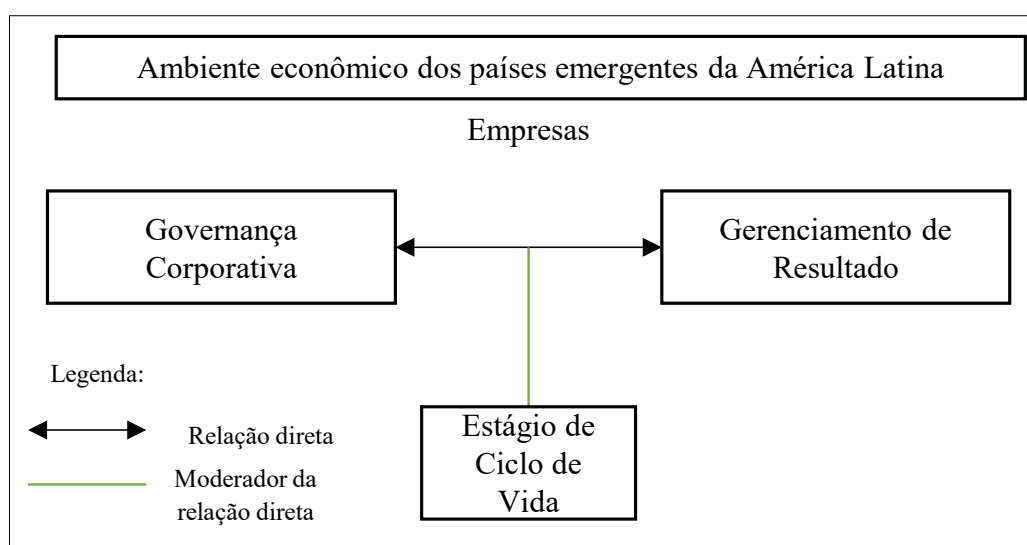 Ambiente econômico dos países emergentes da América Latina
Empresas
Governança
Corporativa
Gerenciamento de
Resultado
Legenda:
Relação direta
Moderador da
relação direta
Estágio de
Ciclo de
Vida